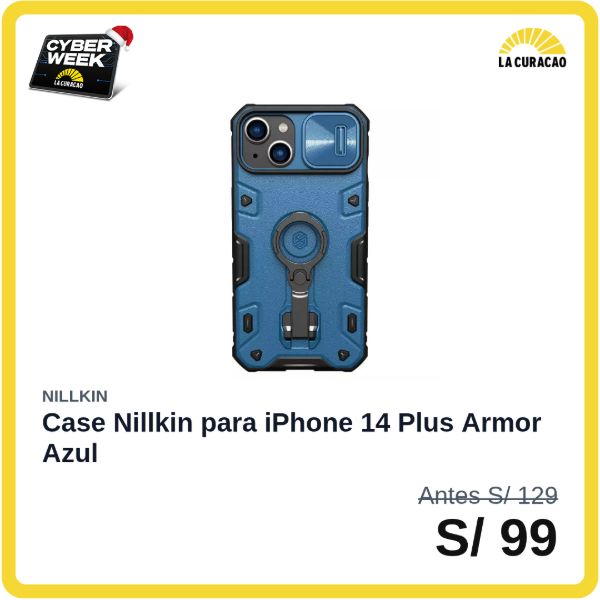 CYBER
WEEK
LA CURACAO
LA CURACAO
NILLKIN
Case Nillkin para iPhone 14 Plus Armor
Azul
Antes S/ 129
S/ 99